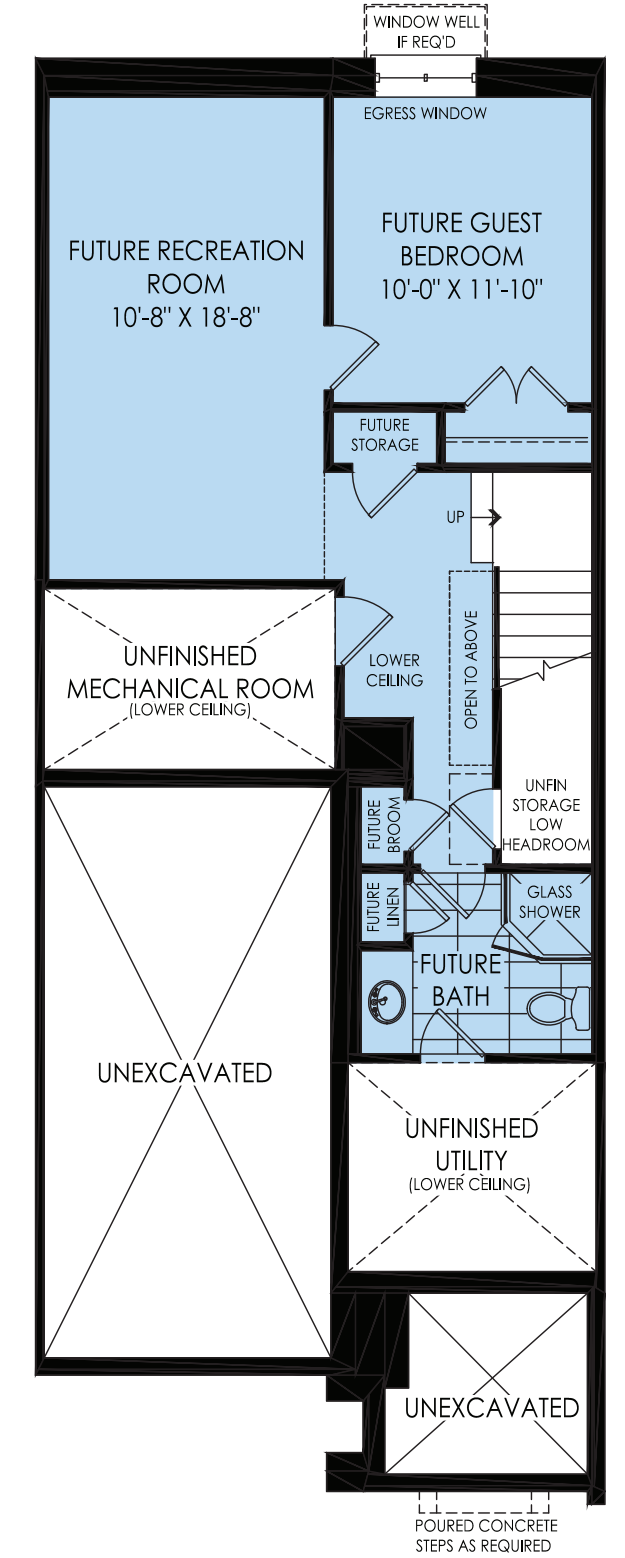 WINDOW WELL
IF REQ'D
EGRESS WINDOW
FUTURE RECREATION
ROOM
10'-8" X 18'-8"
FUTURE GUEST
BEDROOM
10'-0" X 11'-10"
FUTURE
STORAGE
UP
OPEN TO ABOVE
LOWER
CEILING
UNFINISHED
MECHANICAL ROOM
(LOWER CEILING)
UNFIN
STORAGE
LOW
HEADROOM
FUTURE
BROOM
FUTURE
LINEN
GLASS
SHOWER
FUTURE
BATH
UNEXCAVATED
UNFINISHED
UTILITY
(LOWER CEILING)
UNEXCAVATED
POURED CONCRETE
STEPS AS REQUIRED